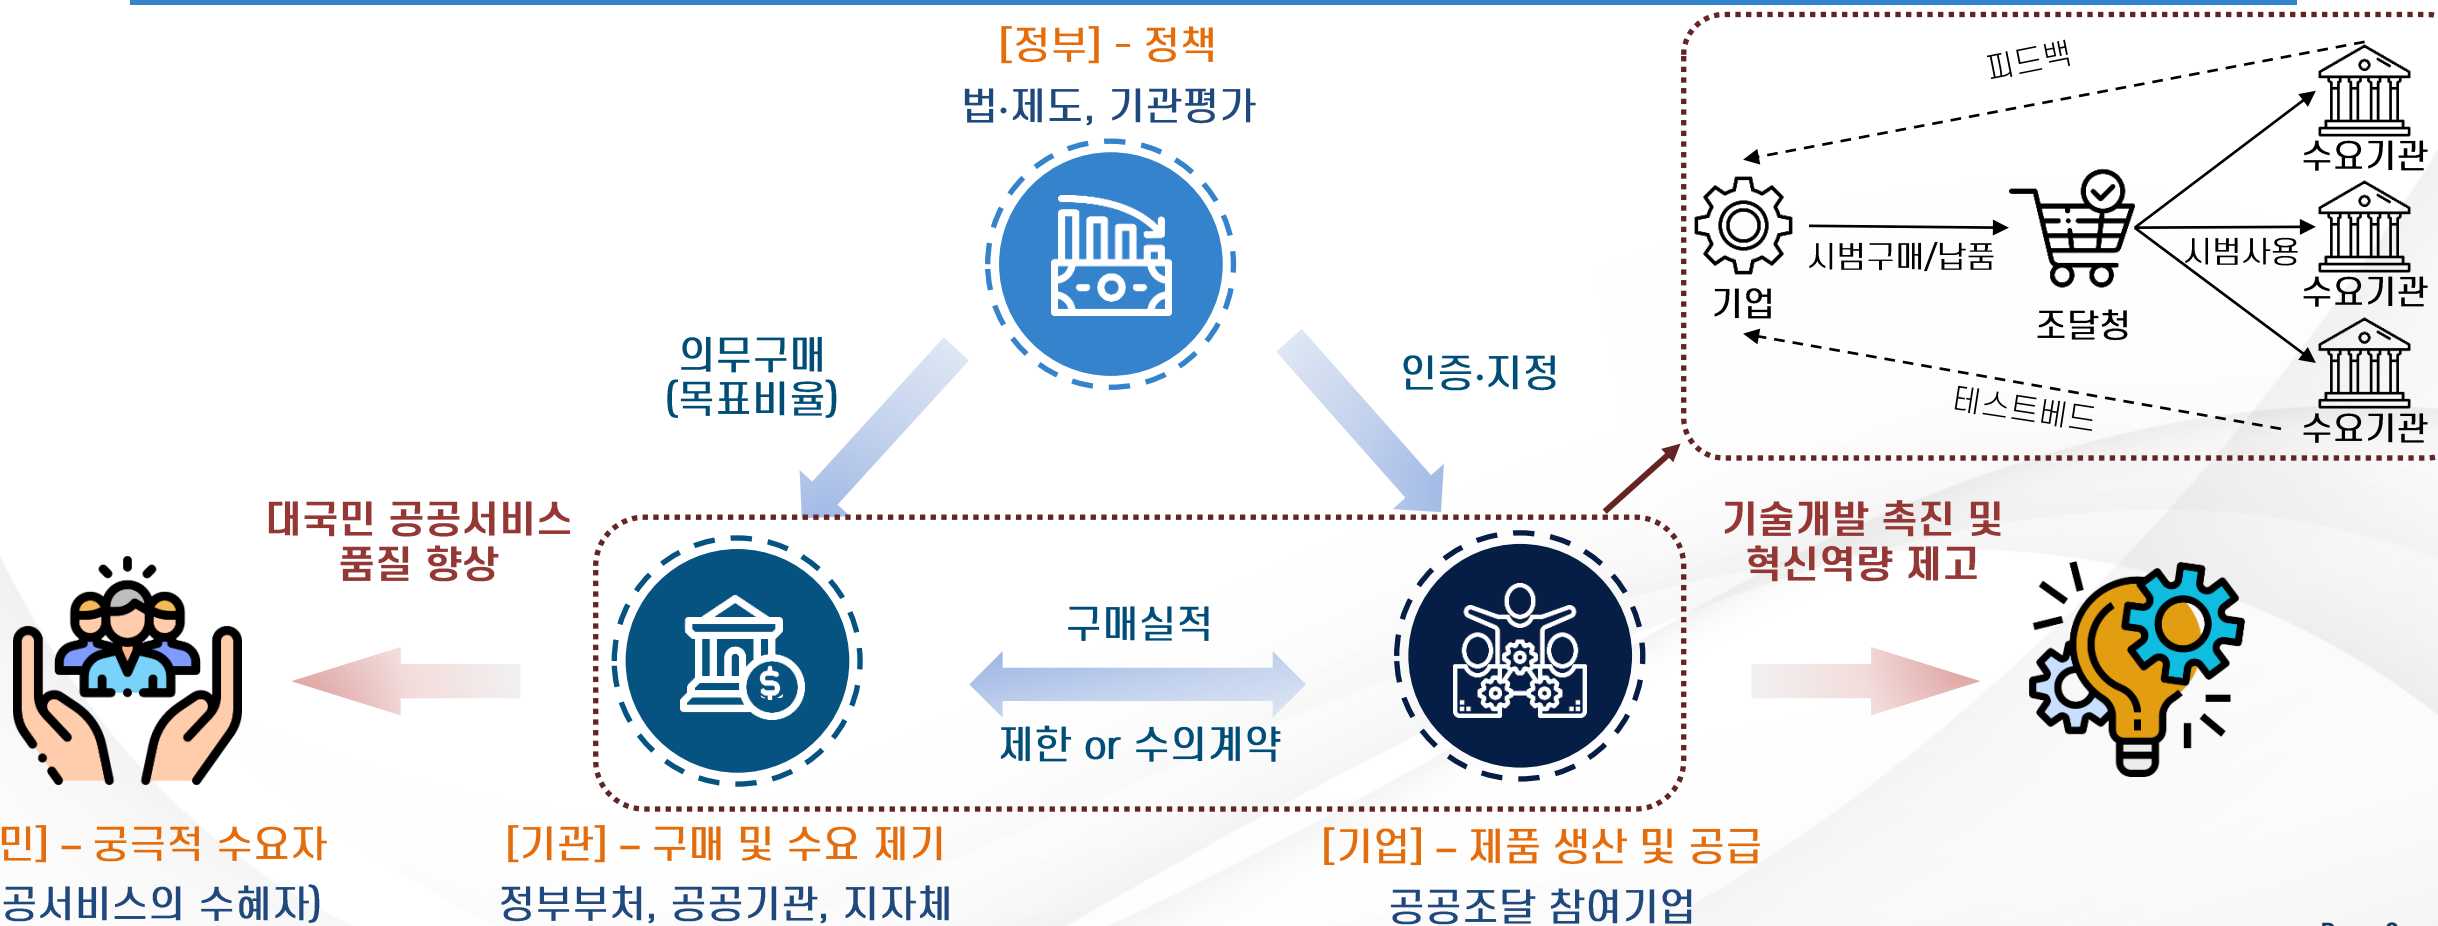 [정부] – 정책
법·제도, 기관평가
의무구매
(목표비율)
인증·지정
피드백
수요기관
기업
시범구매/납품
조달청
시범사용
수요기관
테스트베드
수요기관
대국민 공공서비스
품질 향상
구매실적
제한 or 수의계약
기술개발 촉진 및
혁신역량 제고
민] – 궁극적 수요자
공서비스의 수혜자)
[기관] – 구매 및 수요 제기
정부부처, 공공기관, 지자체
[기업] – 제품 생산 및 공급
공공조달 참여기업